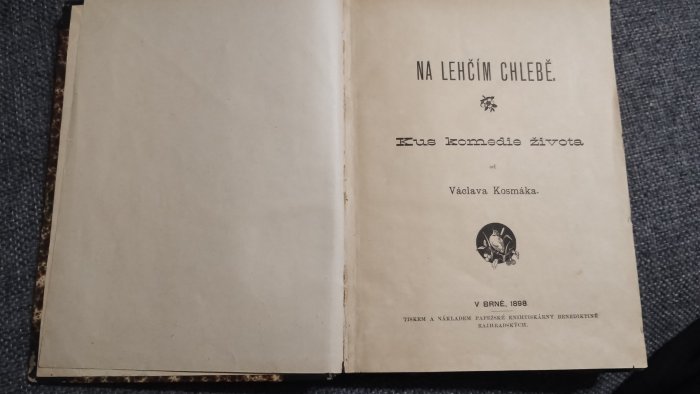 NA LEHČÍM CHLEBĚ.
Kus komedie života
od
Václava Kosmáka.
V BRNĚ, 1898.
TISKEM A NÁKLADEM PAPEŽSKÉ KNIHTISKÁRNY BENEDIKTINŮ
RAJHRADSKÝCH.